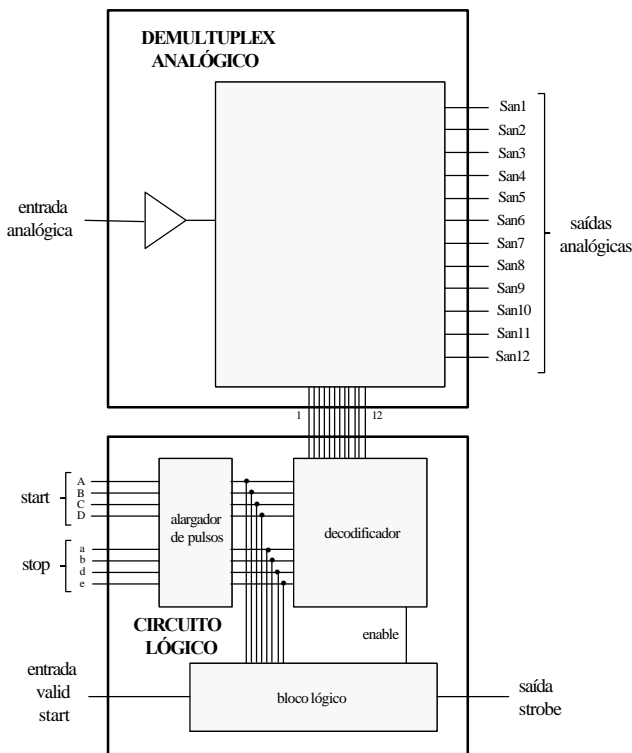 DEMULTUPLEX
ANALÓGICO
San1
San2
San3
San4
San5
San6
San7
San8
San9
San10
San11
San12
entrada
analógica
saídas
analógicas
1
12
start
A
B
C
D
stop
a
b
d
e
alargador
de pulsos
decodificador
CIRCUITO
LÓGICO
enable
entrada
valid
start
bloco lógico
saída
strobe